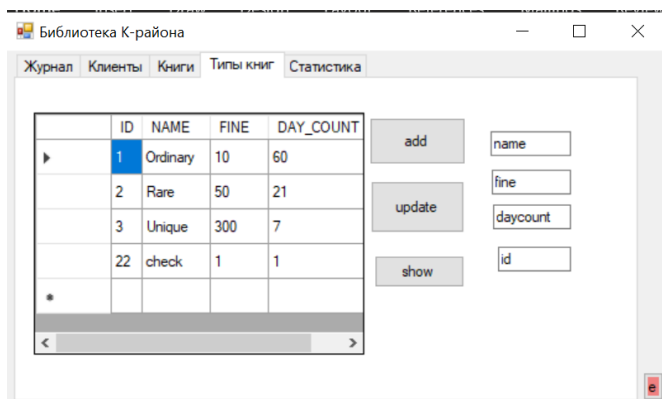 Библиотека К-района
Журнал Клиенты Книги Типы книг Статистика
ID NAME FINE DAY_COUNT
1 Ordinary 10 60
2 Rare 50 21
3 Unique 300 7
22 check 1 1
add
update
show
name
fine
daycount
id
e